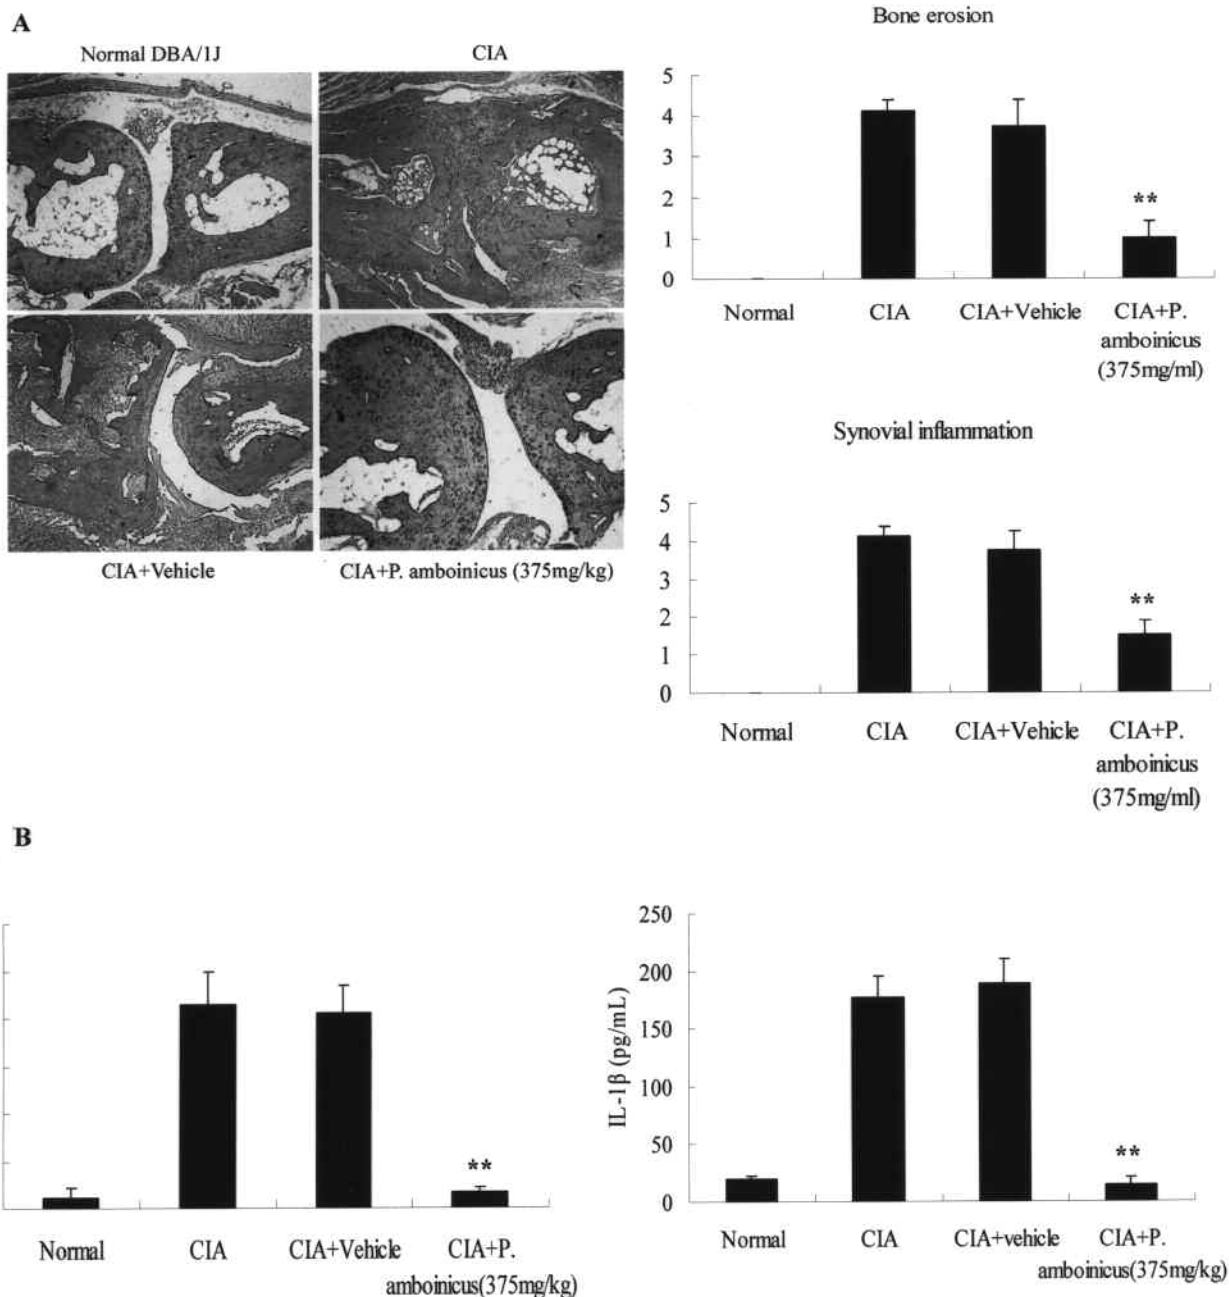 A
Normal DBA/1J
CIA
CIA+Vehicle
CIA+P. amboinicus (375mg/kg)
Bone erosion
5
4
3
2
1
0
**
Normal
CIA
CIA+Vehicle
CIA+P.
amboinicus
(375mg/ml)
Synovial inflammation
5
4
3
2
1
0
**
Normal
CIA
CIA+Vehicle
CIA+P.
amboinicus
(375mg/ml)
B
**
Normal
CIA
CIA+Vehicle
CIA+P.
amboinicus(375mg/kg)
IL-1β (pg/mL)
250
200
150
100
50
0
**
Normal
CIA
CIA+vehicle
CIA+P.
amboinicus(375mg/kg)